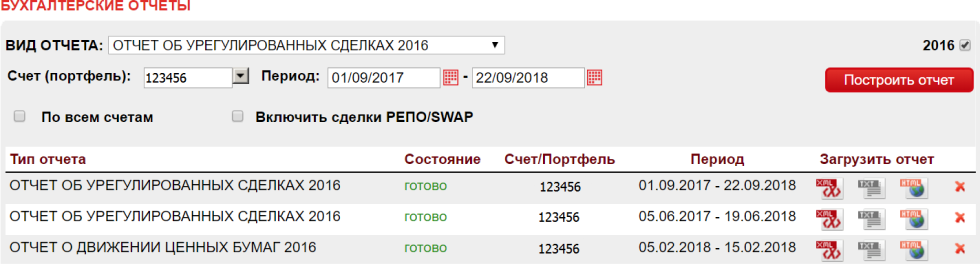 БУХГАЛТЕРСКИЕ ОТЧЕТЫ
ВИД ОТЧЕТА: ОТЧЕТ ОБ УРЕГУЛИРОВАННЫХ СДЕЛКАХ 2016 2016
Счет (портфель): 123456 Период: 01/09/2017 - 22/09/2018 Построить отчет
По всем счетам Включить сделки РЕПО/SWAP
Тип отчета Состояние Счет/Портфель Период Загрузить отчет
ОТЧЕТ ОБ УРЕГУЛИРОВАННЫХ СДЕЛКАХ 2016 готово 123456 01.09.2017 - 22.09.2018 XML TXT HTML
ОТЧЕТ ОБ УРЕГУЛИРОВАННЫХ СДЕЛКАХ 2016 готово 123456 05.06.2017 - 19.06.2018 XML TXT HTML
ОТЧЕТ О ДВИЖЕНИИ ЦЕННЫХ БУМАГ 2016 готово 123456 05.02.2018 - 15.02.2018 XML TXT HTML